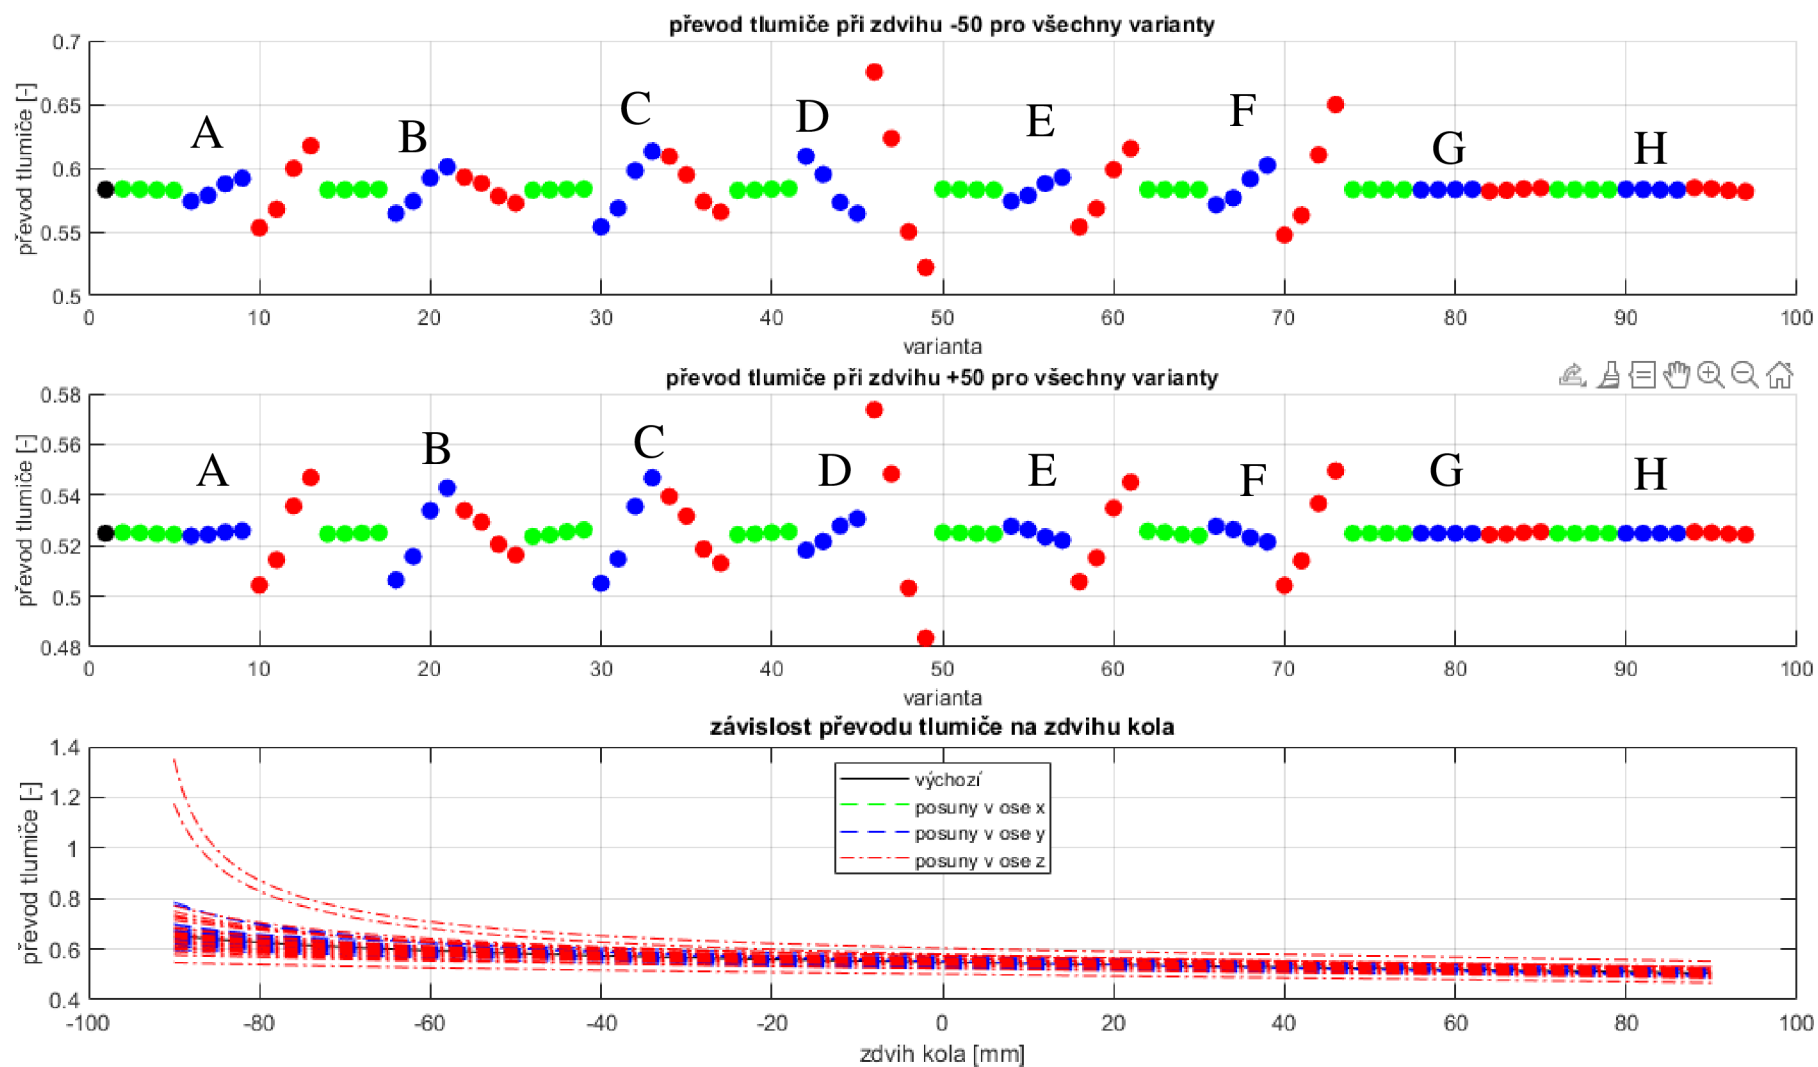 převod tlumiče při zdvihu -50 pro všechny varianty
převod tlumiče [-]
0.7
0.65
0.6
0.55
0.5
A
B
C
D
E
F
G
H
0 10 20 30 40 50 60 70 80 90 100
varianta
převod tlumiče při zdvihu +50 pro všechny varianty
převod tlumiče [-]
0.58
0.56
0.54
0.52
0.5
0.48
A
B
C
D
E
F
G
H
0 10 20 30 40 50 60 70 80 90 100
varianta
závislost převodu tlumiče na zdvihu kola
převod tlumiče [-]
1.4
1.2
1
0.8
0.6
0.4
výchozí
posuny v ose x
posuny v ose y
posuny v ose z
-100 -80 -60 -40 -20 0 20 40 60 80 100
zdvih kola [mm]